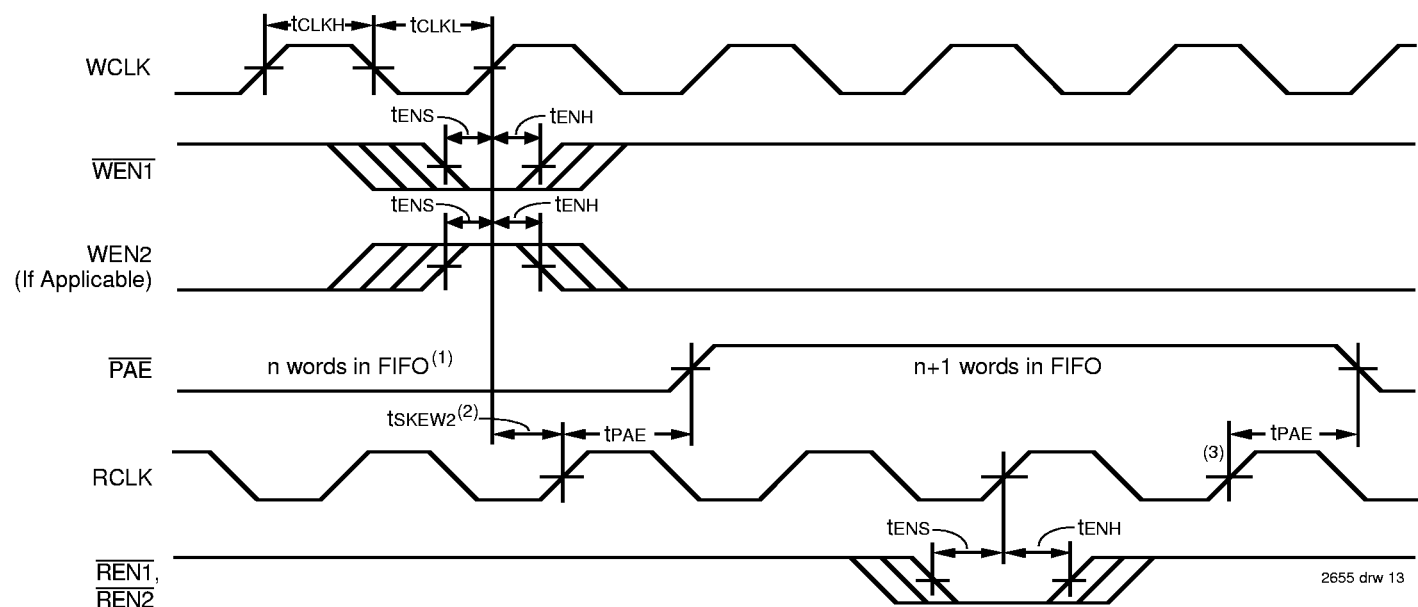 tCLKH tCLKL
WCLK
tENS tENH
WEN1
tENS tENH
WEN2
(If Applicable)
PAE
n words in FIFO(1)
n+1 words in FIFO
tSKEW2(2)
tPAE
(3)
tPAE
RCLK
tENS tENH
REN1,
REN2
2655 drw 13